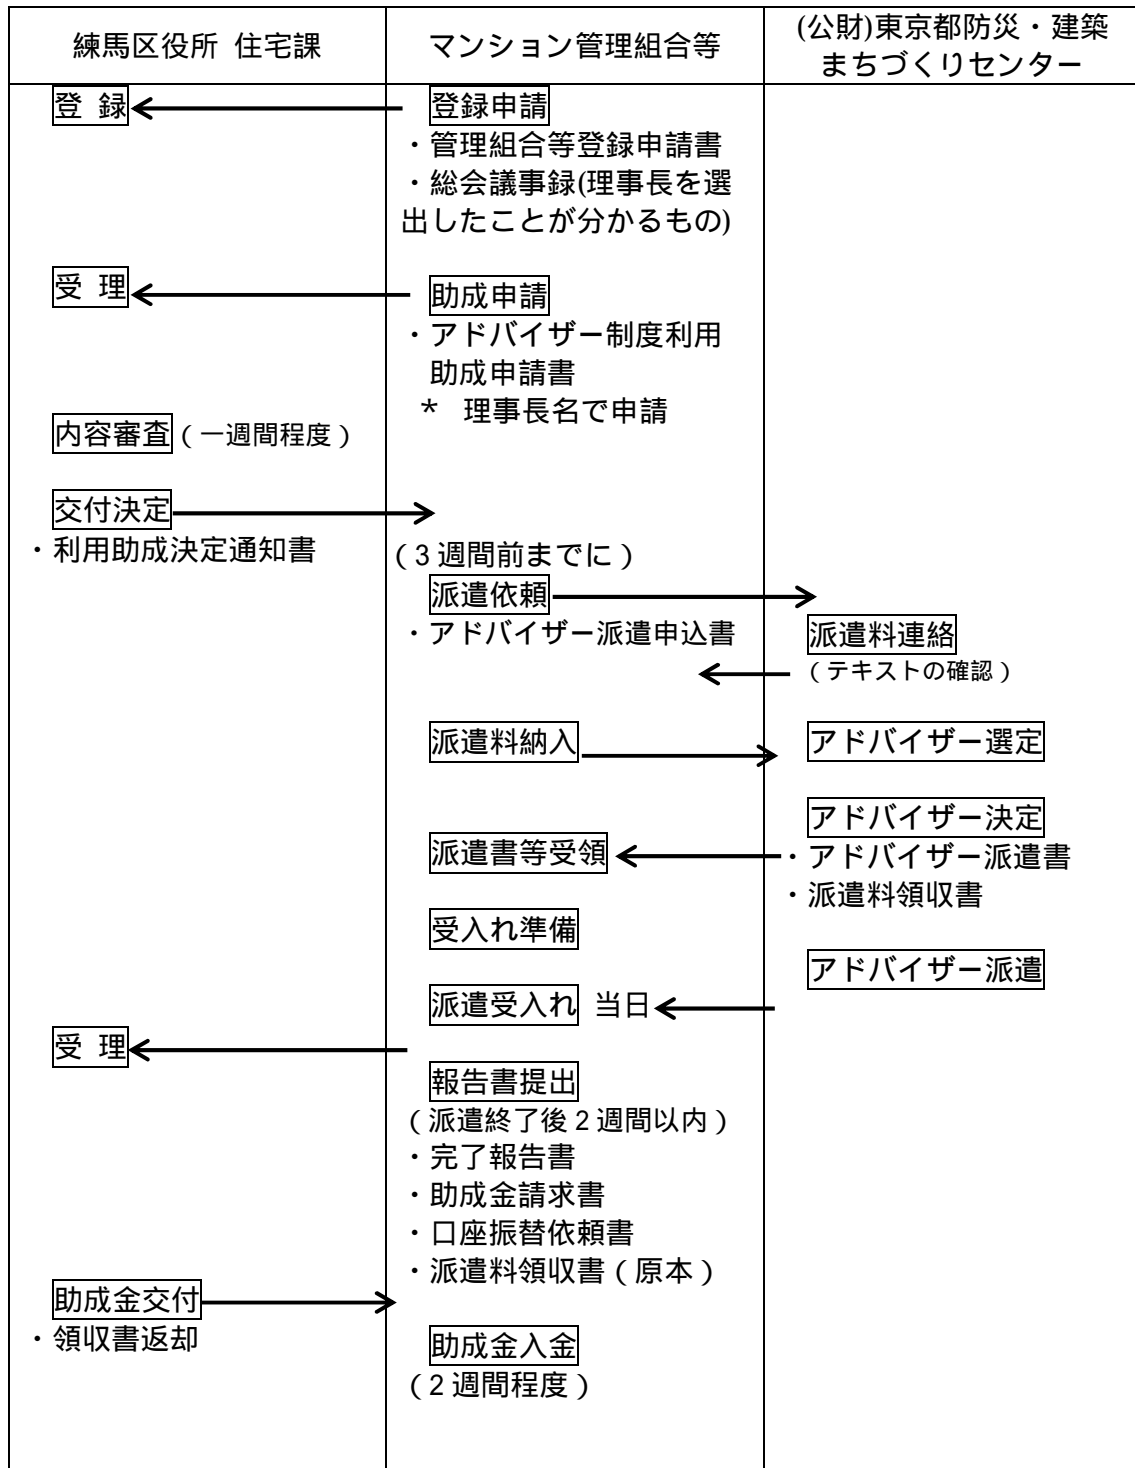 練馬区役所 住宅課
マンション管理組合等
(公財)東京都防災・建築
まちづくりセンター
登 録
登録申請
・管理組合等登録申請書
・総会議事録(理事長を選
出したことが分かるもの)
受 理
助成申請
・アドバイザー制度利用
助成申請書
* 理事長名で申請
内容審査(一週間程度)
交付決定
・利用助成決定通知書
(3週間前までに)
派遣依頼
・アドバイザー派遣申込書
派遣料連絡
(テキストの確認)
派遣料納入
アドバイザー選定
アドバイザー決定
派遣書等受領
・アドバイザー派遣書
・派遣料領収書
受入れ準備
アドバイザー派遣
派遣受入れ 当日
受 理
報告書提出
(派遣終了後2週間以内)
・完了報告書
・助成金請求書
・口座振替依頼書
・派遣料領収書(原本)
助成金交付
・領収書返却
助成金入金
(2週間程度)